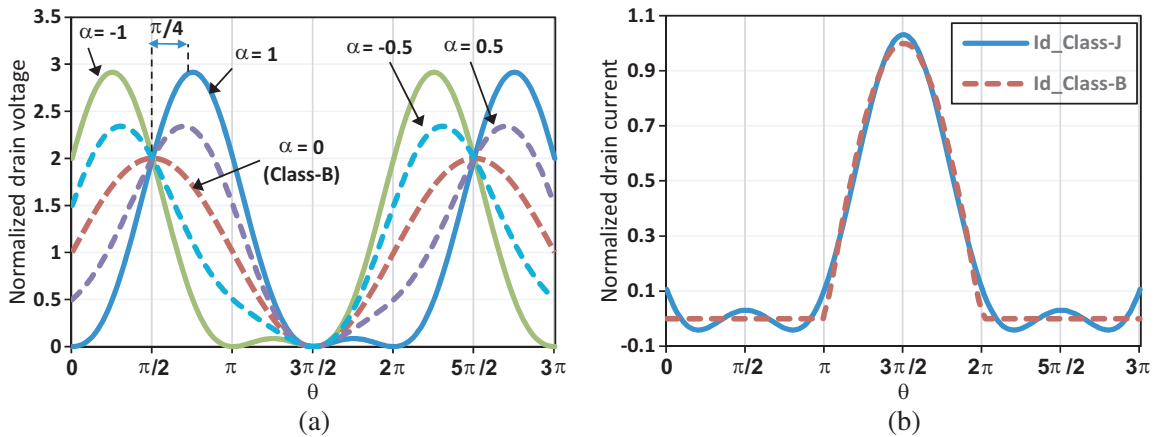 3.5
3
2.5
2
1.5
1
0.5
0
Normalized drain voltage
α = -1
π/4
α = 1
α = 0
(Class-B)
α = -0.5
α = 0.5
0
π/2
π
3π/2
2π
5π/2
3π
θ
(a)
1.1
0.9
0.7
0.5
0.3
0.1
-0.1
Normalized drain current
Id_Class-J
Id_Class-B
0
π/2
π
3π/2
2π
5π/2
3π
θ
(b)